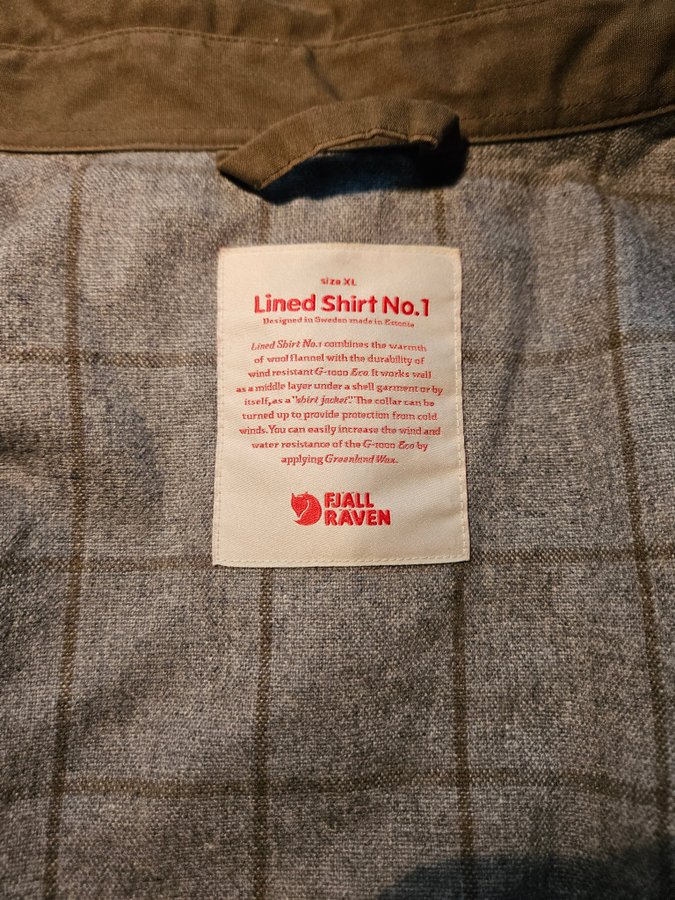 size XL
Lined Shirt No.1
Designed in Sweden made in Estonia
Lined Shirt No.1 combines the warmth
of wool flannel with the durability of
wind resistant G-1000 Eco. It works well
as a middle layer under a shell garment or by
itself, as a "shirt jacket". The collar can be
turned up to provide protection from cold
winds. You can easily increase the wind and
water resistance of the G-1000 Eco by
applying Greenland Wax.
FJÄLL
RÄVEN